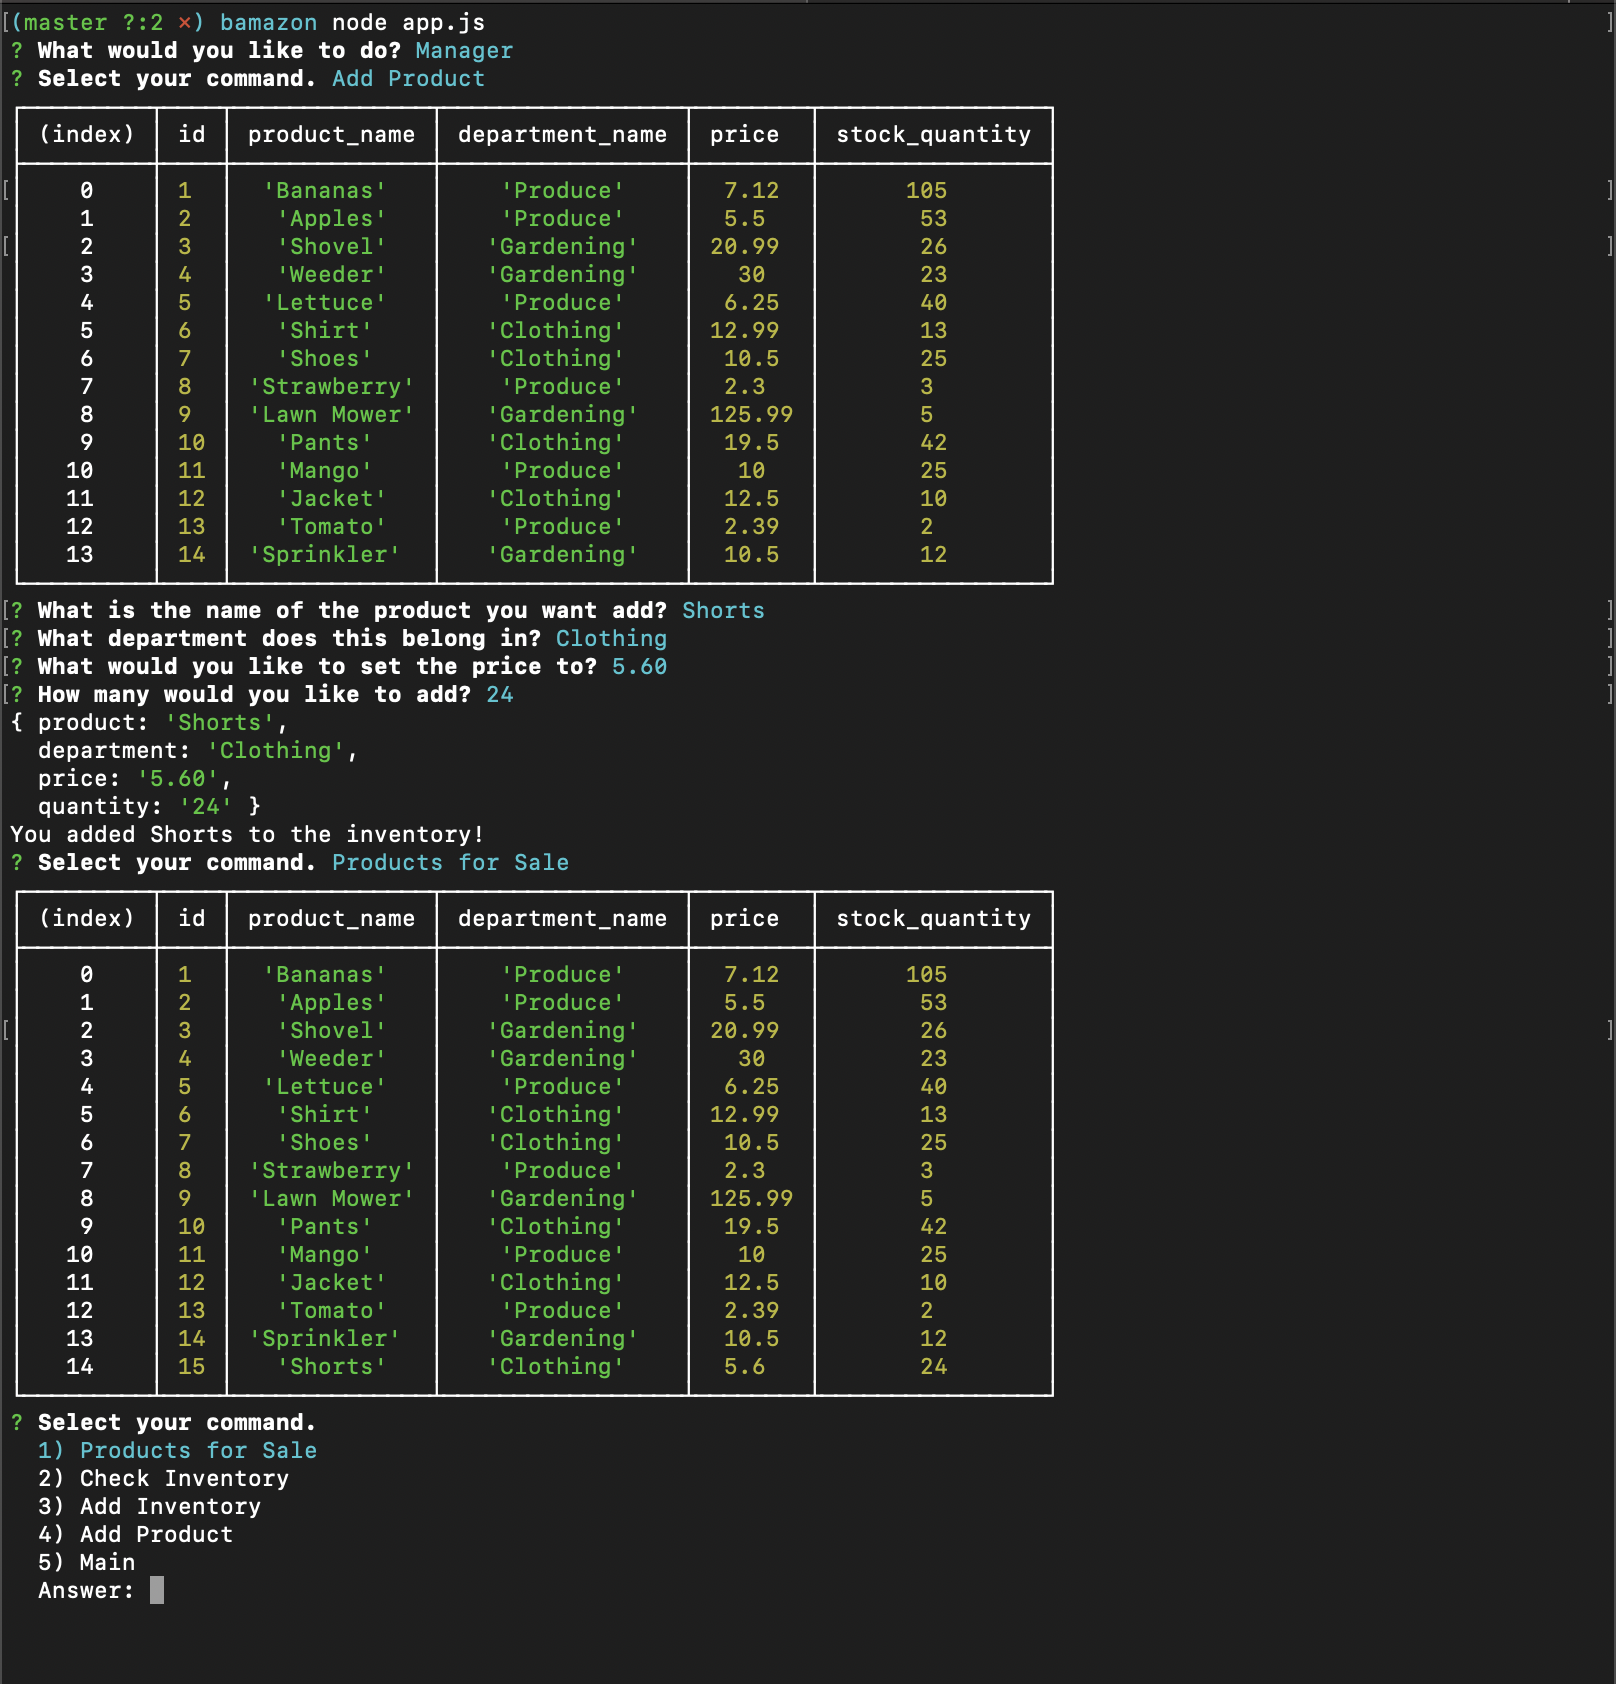 (master ?:2 ×) bamazon node app.js
? What would you like to do? Manager
? Select your command. Add Product
(index) id product_name department_name price stock_quantity
0 1 'Bananas' 'Produce' 7.12 105
1 2 'Apples' 'Produce' 5.5 53
2 3 'Shovel' 'Gardening' 20.99 26
3 4 'Weeder' 'Gardening' 30 23
4 5 'Lettuce' 'Produce' 6.25 40
5 6 'Shirt' 'Clothing' 12.99 13
6 7 'Shoes' 'Clothing' 10.5 25
7 8 'Strawberry' 'Produce' 2.3 3
8 9 'Lawn Mower' 'Gardening' 125.99 5
9 10 'Pants' 'Clothing' 19.5 42
10 11 'Mango' 'Produce' 10 25
11 12 'Jacket' 'Clothing' 12.5 10
12 13 'Tomato' 'Produce' 2.39 2
13 14 'Sprinkler' 'Gardening' 10.5 12
? What is the name of the product you want add? Shorts
? What department does this belong in? Clothing
? What would you like to set the price to? 5.60
? How many would you like to add? 24
{ product: 'Shorts',
department: 'Clothing',
price: '5.60',
quantity: '24' }
You added Shorts to the inventory!
? Select your command. Products for Sale
(index) id product_name department_name price stock_quantity
0 1 'Bananas' 'Produce' 7.12 105
1 2 'Apples' 'Produce' 5.5 53
2 3 'Shovel' 'Gardening' 20.99 26
3 4 'Weeder' 'Gardening' 30 23
4 5 'Lettuce' 'Produce' 6.25 40
5 6 'Shirt' 'Clothing' 12.99 13
6 7 'Shoes' 'Clothing' 10.5 25
7 8 'Strawberry' 'Produce' 2.3 3
8 9 'Lawn Mower' 'Gardening' 125.99 5
9 10 'Pants' 'Clothing' 19.5 42
10 11 'Mango' 'Produce' 10 25
11 12 'Jacket' 'Clothing' 12.5 10
12 13 'Tomato' 'Produce' 2.39 2
13 14 'Sprinkler' 'Gardening' 10.5 12
14 15 'Shorts' 'Clothing' 5.6 24
? Select your command.
1) Products for Sale
2) Check Inventory
3) Add Inventory
4) Add Product
5) Main
Answer: